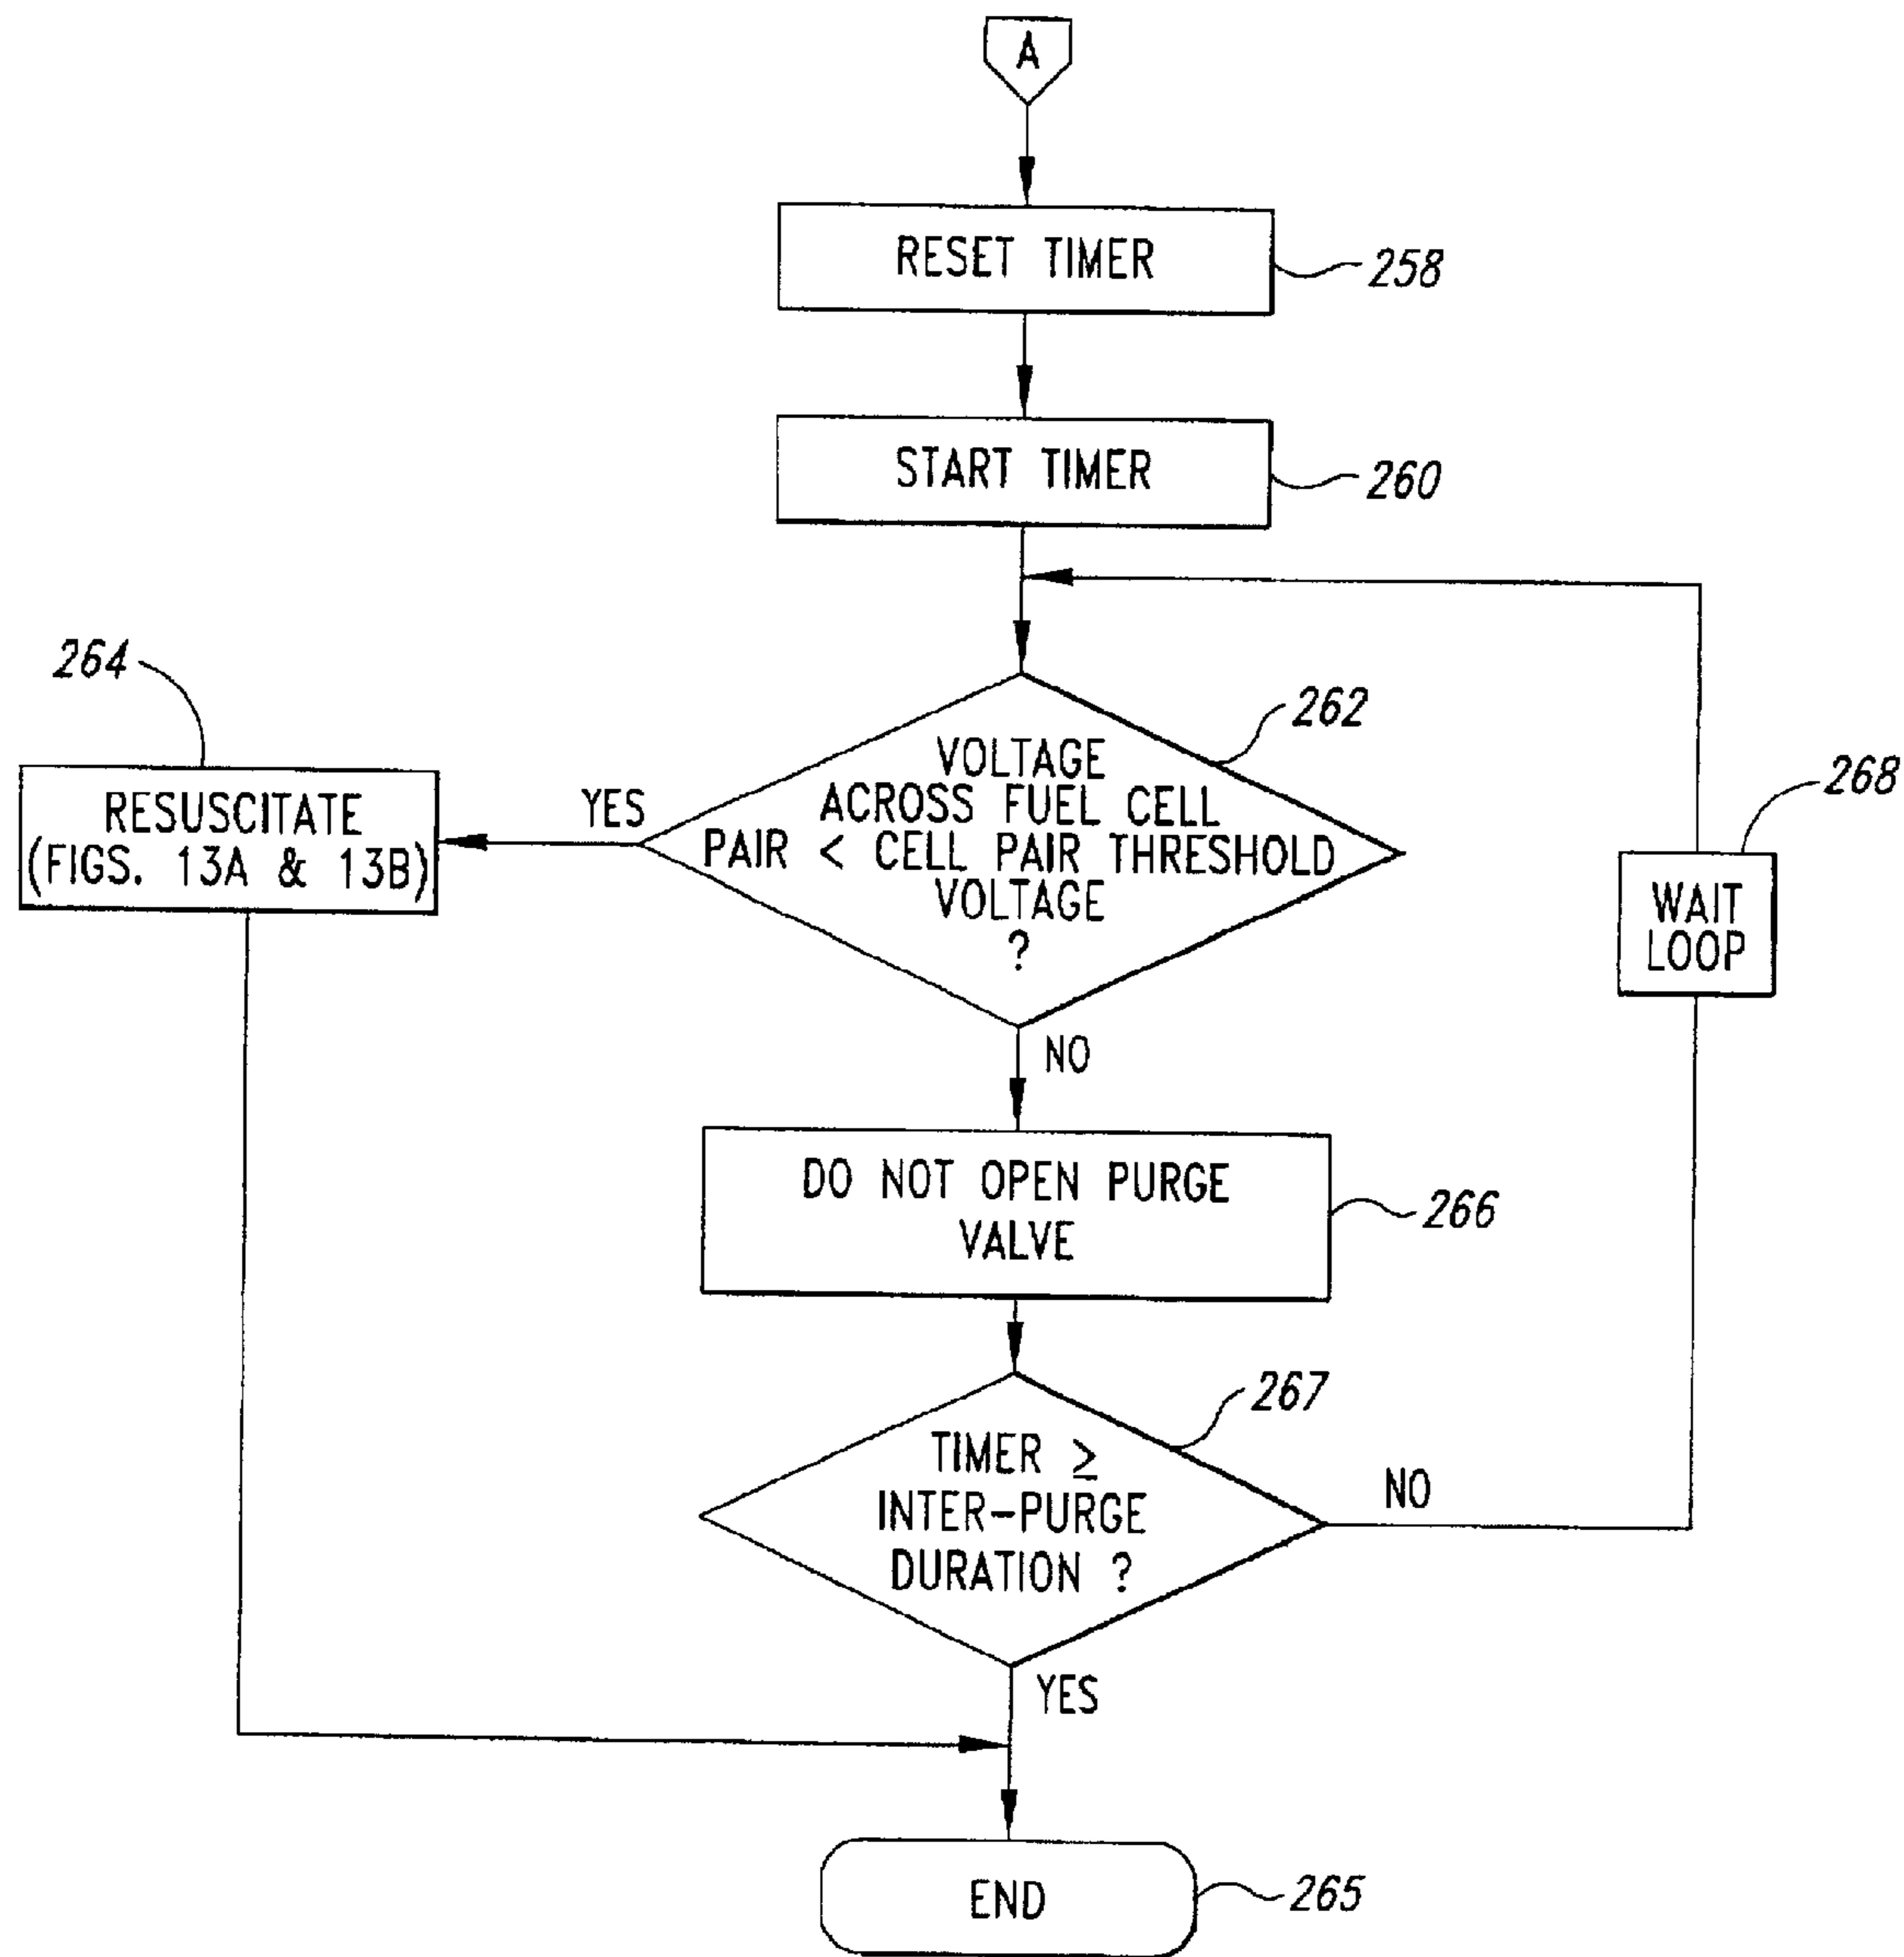 A
RESET TIMER
258
START TIMER
260
264
262
VOLTAGE
ACROSS FUEL CELL
PAIR < CELL PAIR THRESHOLD
VOLTAGE
?
YES
RESUSCITATE
(FIGS. 13A & 13B)
268
WAIT
LOOP
NO
DO NOT OPEN PURGE
VALVE
266
267
TIMER ≥
INTER-PURGE
DURATION ?
NO
YES
END
265